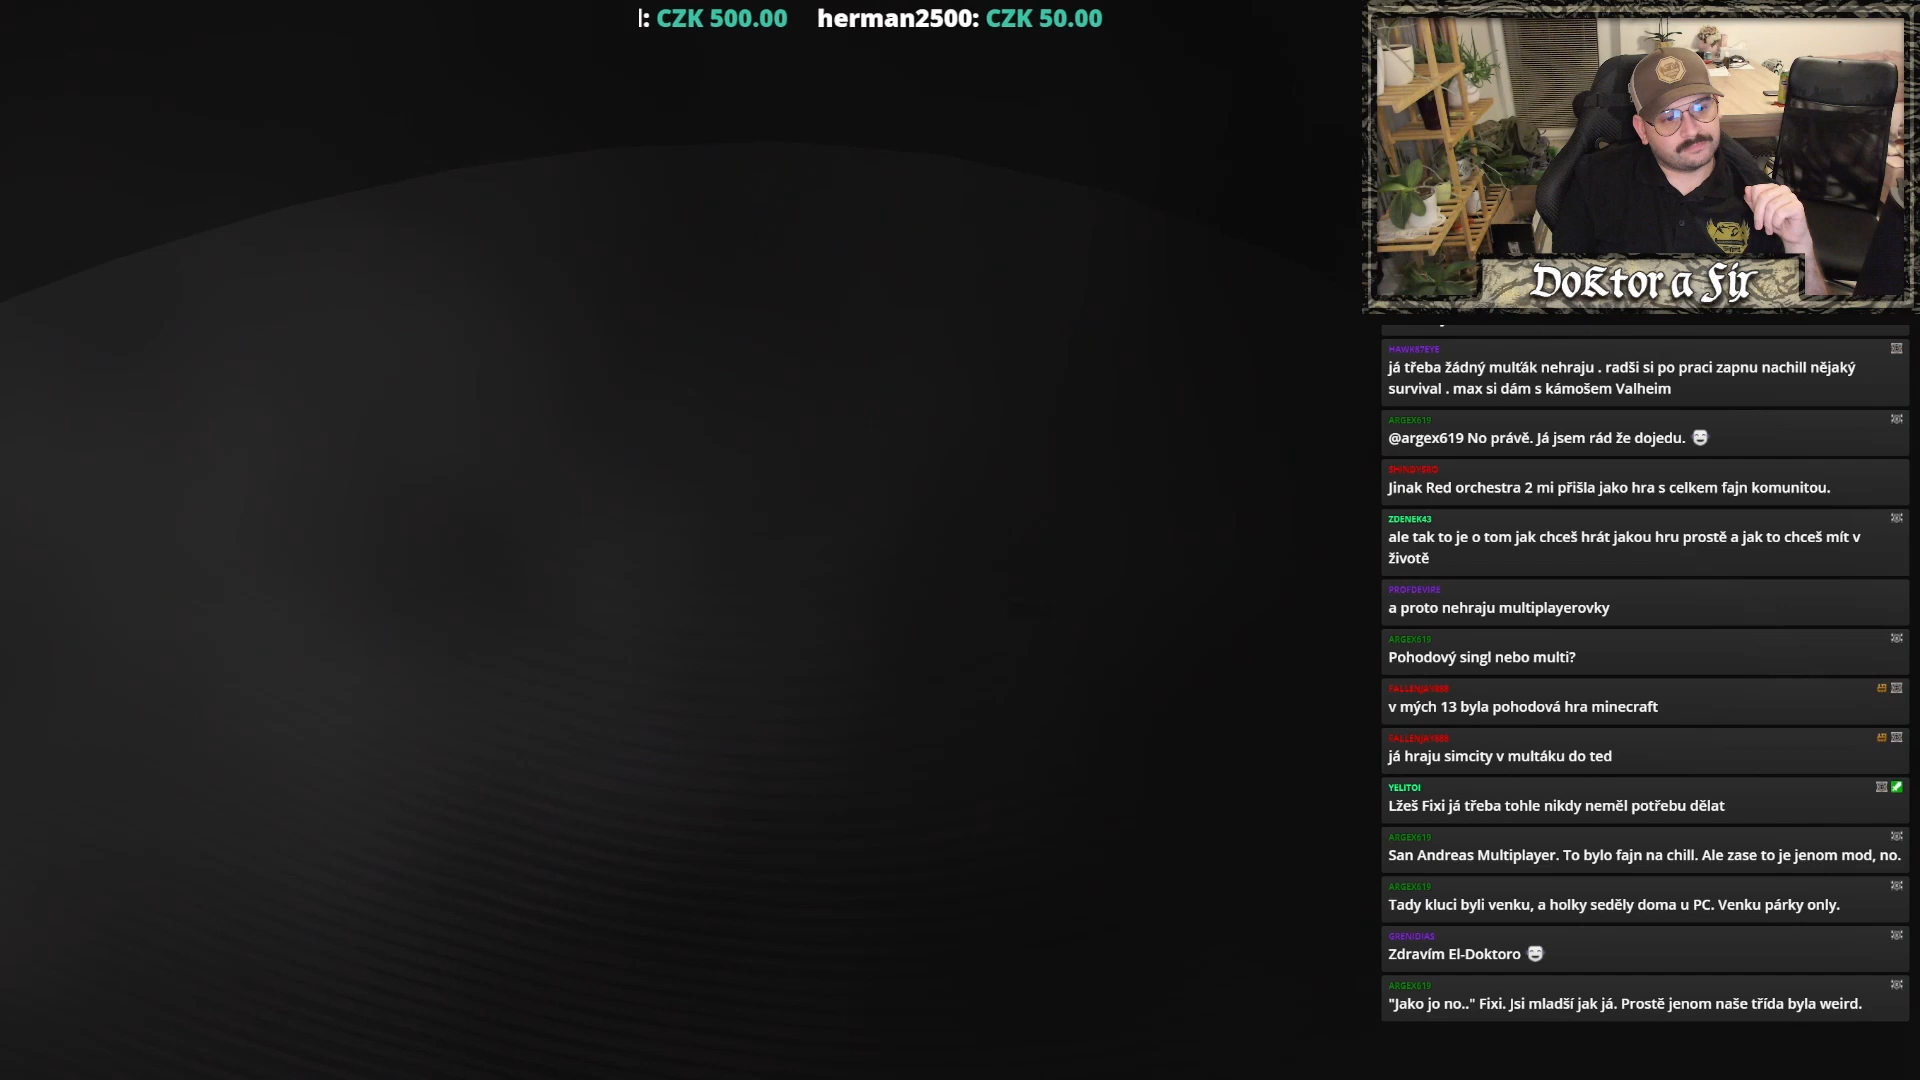 : CZK 500.00 herman2500: CZK 50.00
Doktor a Fix
HAWK87EYE
já třeba žádný mulťák nehraju . radši si po praci zapnu nachill nějaký
survival . max si dám s kámošem Valheim
ARGEX619
@argex619 No právě. Já jsem rád že dojedu.
SHINDYSRO
Jinak Red orchestra 2 mi přišla jako hra s celkem fajn komunitou.
ZDENEK43
ale tak to je o tom jak chceš hrát jakou hru prostě a jak to chceš mít v
životě
PROFDEVIRE
a proto nehraju multiplayerovky
ARGEX619
Pohodový singl nebo multi?
v mých 13 byla pohodová hra minecraft
já hraju simcity v multáku do ted
YELITOI
Lžeš Fixi já třeba tohle nikdy neměl potřebu dělat
ARGEX619
San Andreas Multiplayer. To bylo fajn na chill. Ale zase to je jenom mod, no.
ARGEX619
Tady kluci byli venku, a holky seděly doma u PC. Venku párky only.
GRENIDIAS
Zdravím El-Doktoro
ARGEX619
"Jako jo no.." Fixi. Jsi mladší jak já. Prostě jenom naše třída byla weird.